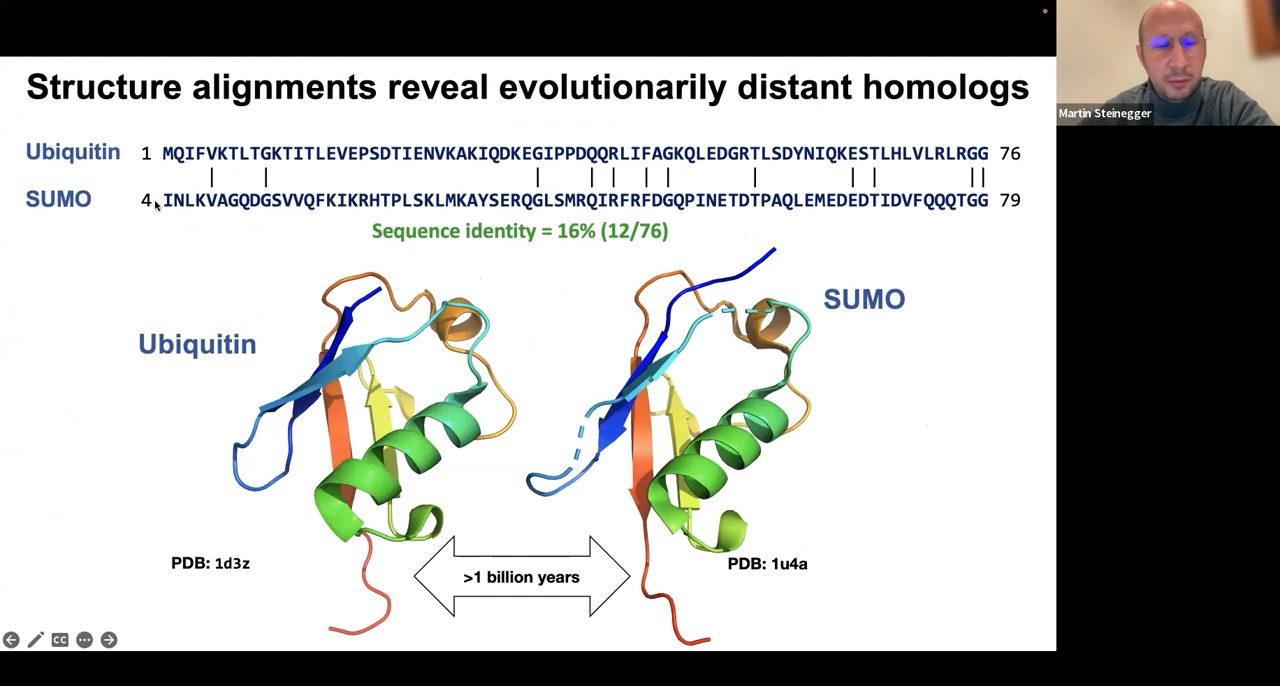 Martin Steinegger
Structure alignments reveal evolutionarily distant homologs
Ubiquitin 1 MQIFVKTLTGKTITLEVEPSDTIENVKAKIQDKEGIPPDQQRLIFAGKQLEDGRTLSDYNIQKESTLHLVLRLRGG 76
SUMO 4 INLKVAGQDGSVVQFKIKRHTPLSKLMKAYSERQGLSMRQIRFRFDGQPINETDTPAQLEMEDEDTIDVFQQQTGG 79
Sequence identity = 16% (12/76)
SUMO
Ubiquitin
PDB: 1d3z
PDB: 1u4a
>1 billion years
CC